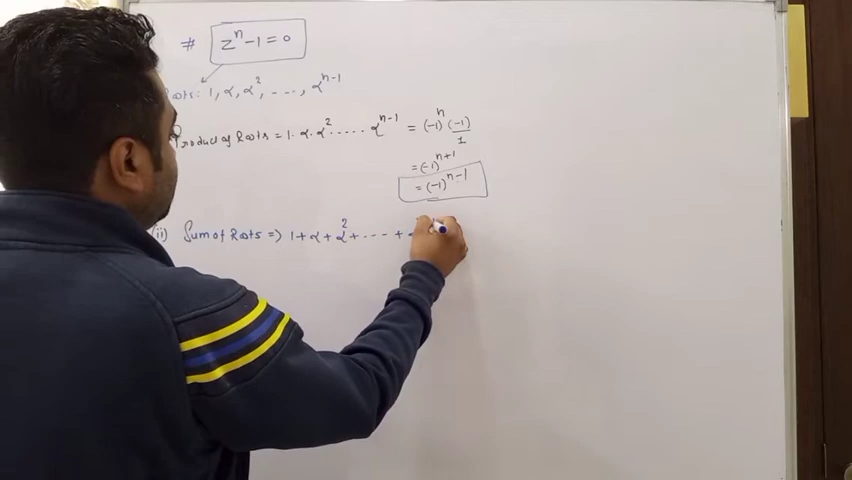 # zⁿ - 1 = 0
Roots: 1, α, α², ...., αⁿ⁻¹
Product of Roots = 1. α. α² ..... αⁿ⁻¹ = (-1)ⁿ (-1)/1
= (-1)ⁿ⁺¹
= (-1)ⁿ⁻¹
(ii) Sum of Roots => 1 + α + α² + ---- +